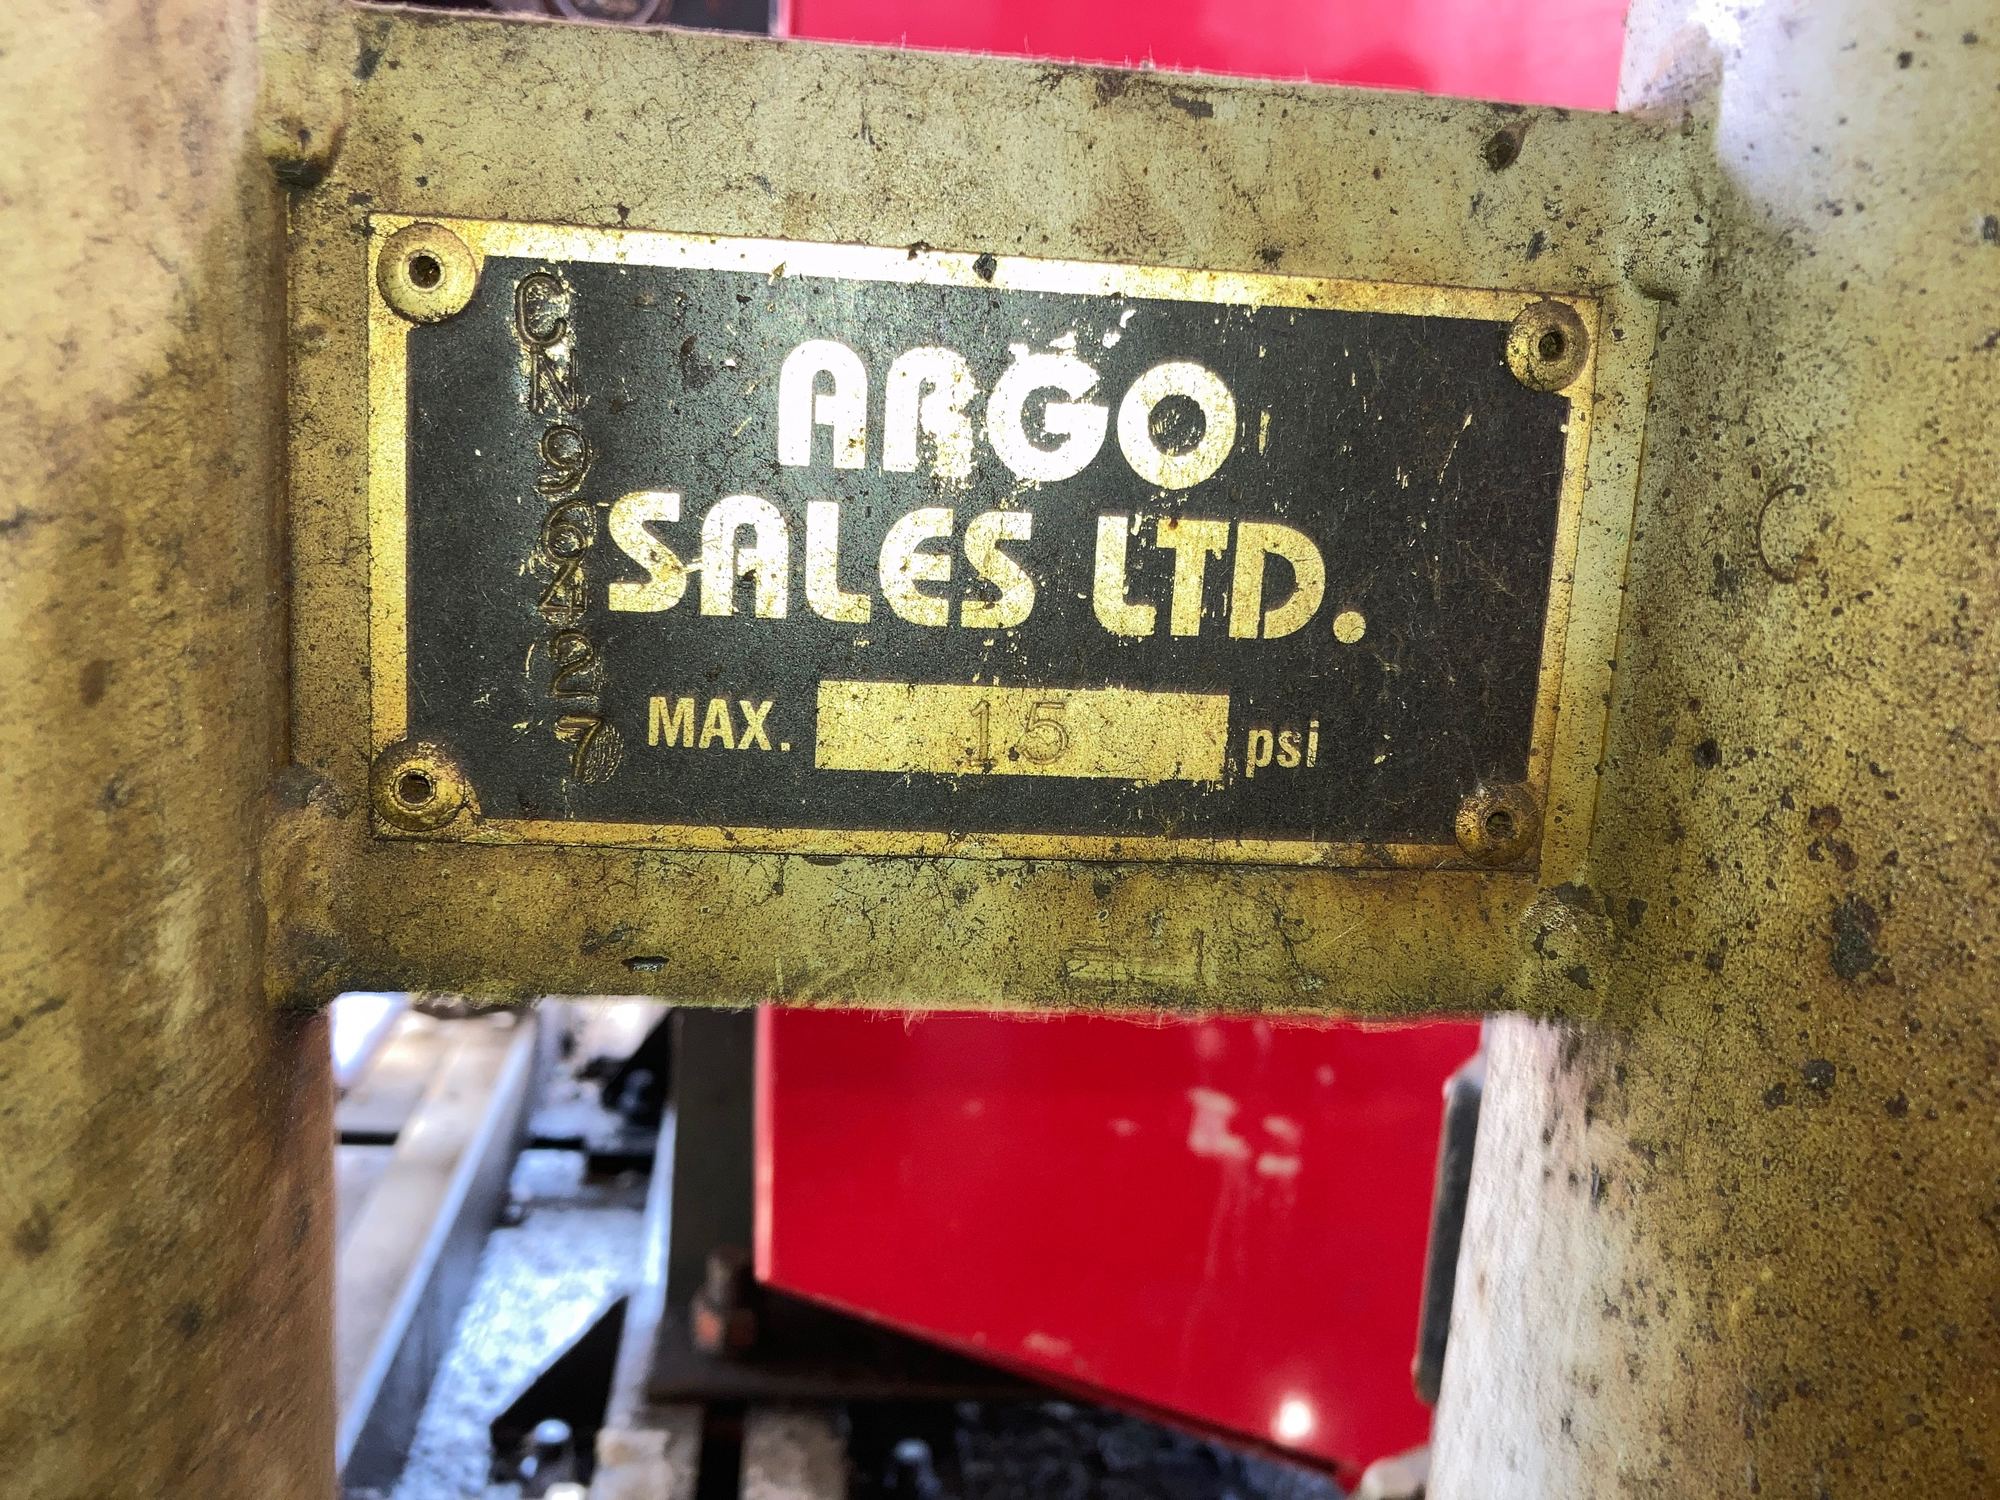 CN96427
ARGO
SALES LTD.
MAX. 15 psi